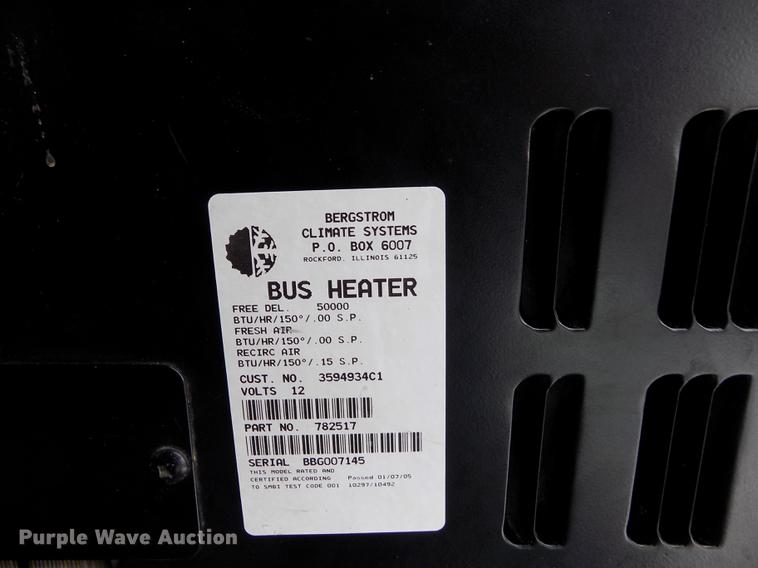 BERGSTROM
CLIMATE SYSTEMS
P.O. BOX 6007
ROCKFORD, ILLINOIS 61125
BUS HEATER
FREE DEL. 50000
BTU/HR/150°/.00 S.P.
FRESH AIR
BTU/HR/150°/.00 S.P.
RECIRC AIR
BTU/HR/150°/.15 S.P.
CUST. NO. 3594934C1
VOLTS 12
PART NO. 782517
SERIAL BBG007145
THIS MODEL RATED AND
CERTIFIED ACCORDING Passed 01/07/05
TO SMBI TEST CODE 001 10297/10492
Purple Wave Auction